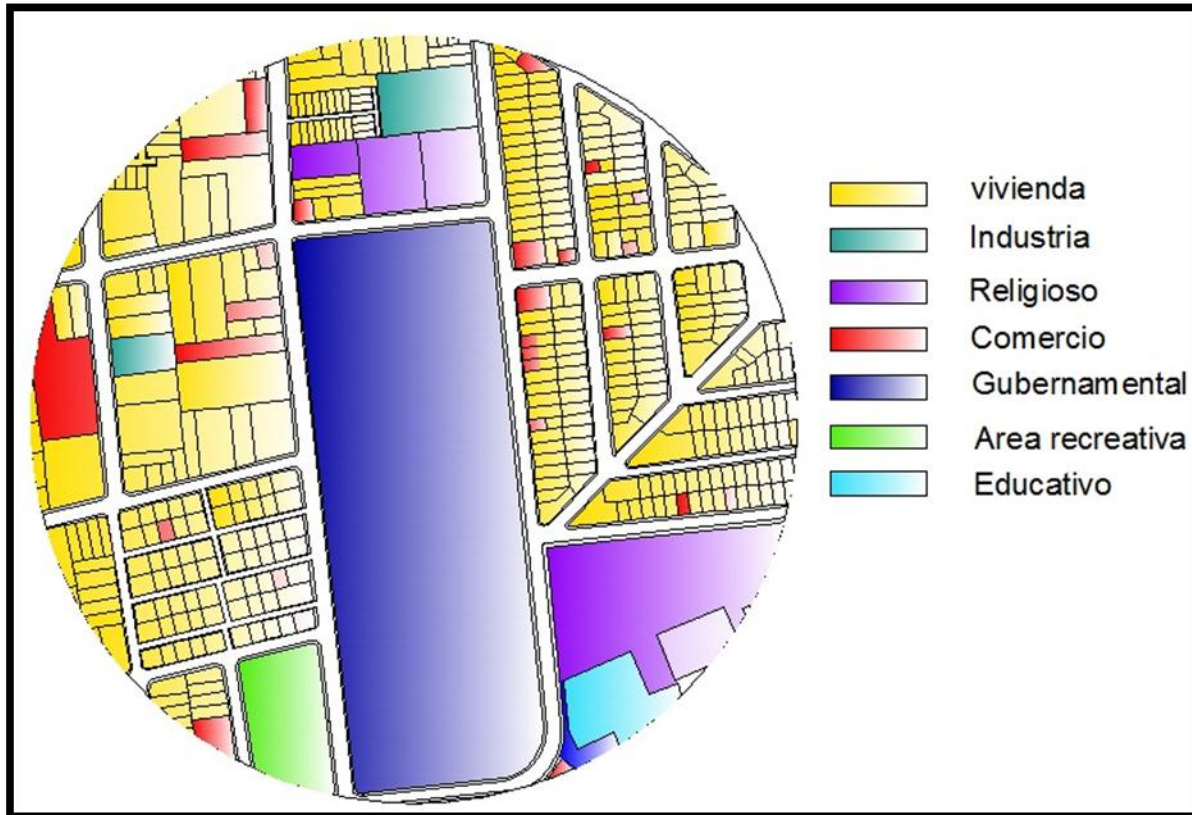 vivienda
Industria
Religioso
Comercio
Gubernamental
Area recreativa
Educativo